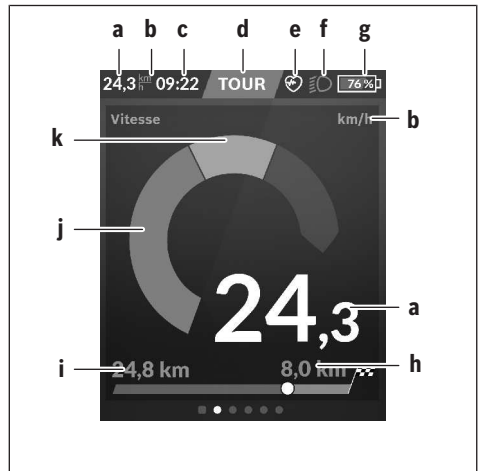 a b c d e f g
24,3 km/h 09:22 TOUR 76 %
Vitesse km/h b
k
j
24,3 a
i 24,8 km 8,0 km h